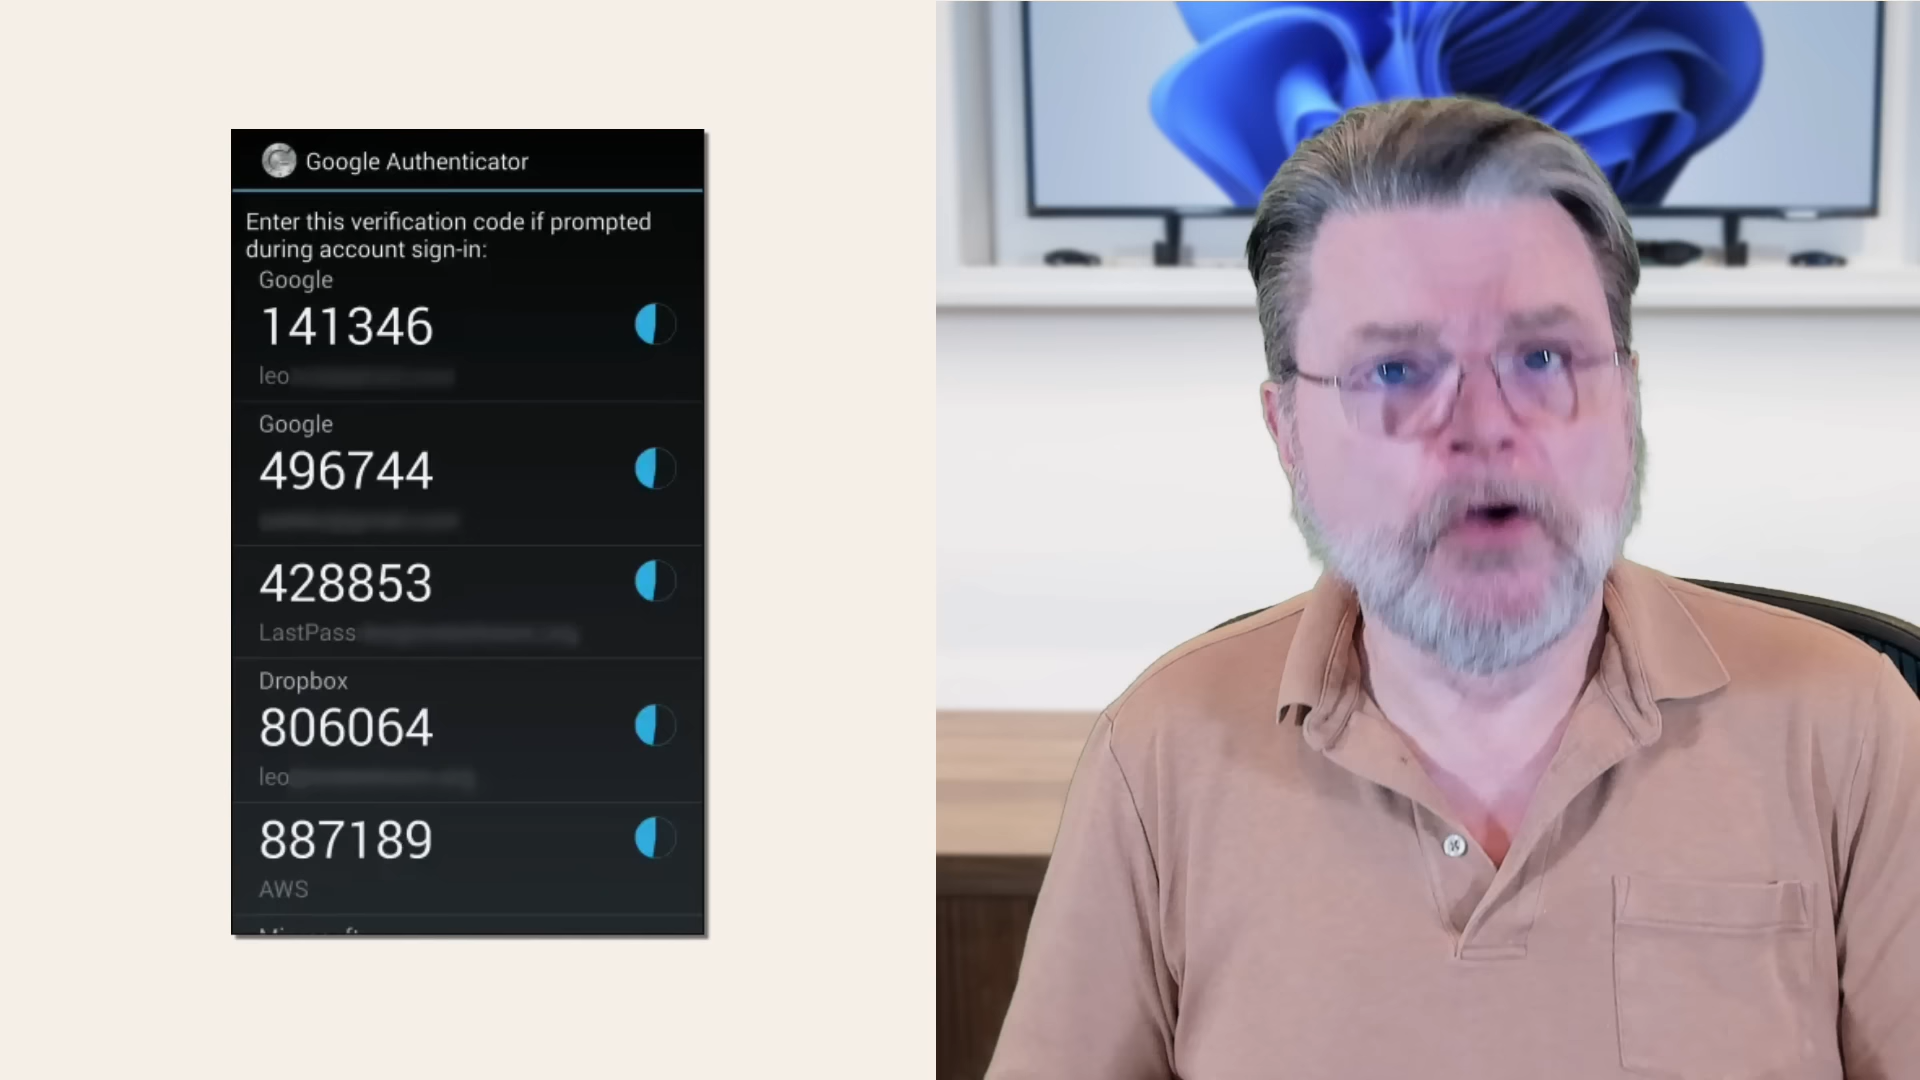 Google Authenticator
Enter this verification code if prompted
during account sign-in:
Google
141346
leo
Google
496744
428853
LastPass
Dropbox
806064
leo
887189
AWS
Microsoft